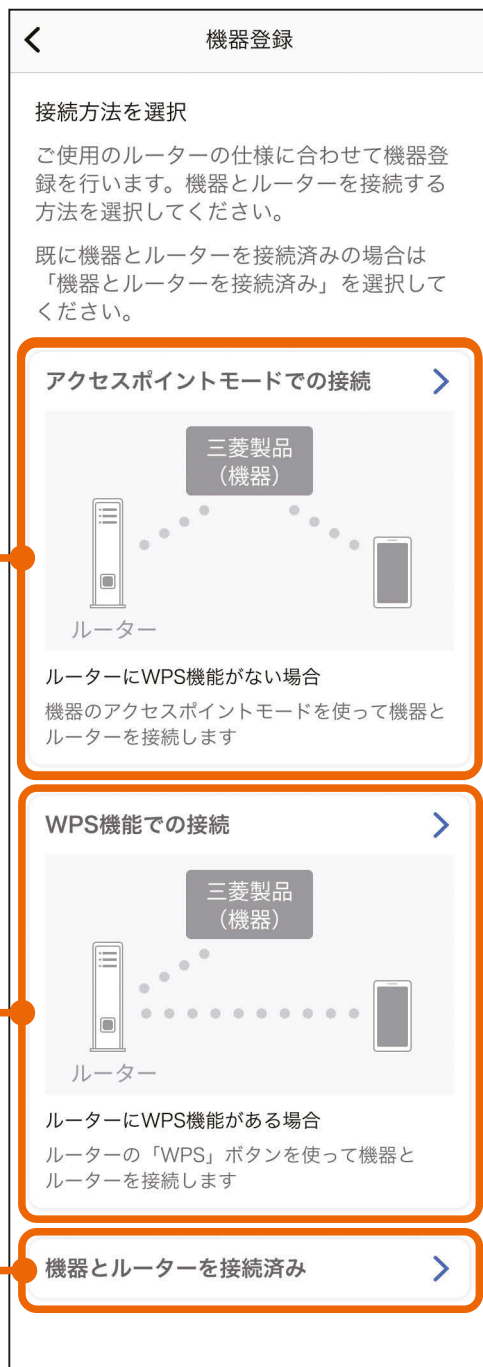 機器登録
接続方法を選択
ご使用のルーターの仕様に合わせて機器登
録を行います。機器とルーターを接続する
方法を選択してください。
既に機器とルーターを接続済みの場合は
「機器とルーターを接続済み」を選択して
ください。
アクセスポイントモードでの接続
三菱製品
（機器）
ルーター
ルーターにWPS機能がない場合
機器のアクセスポイントモードを使って機器と
ルーターを接続します
WPS機能での接続
三菱製品
（機器）
ルーター
ルーターにWPS機能がある場合
ルーターの「WPS」ボタンを使って機器と
ルーターを接続します
機器とルーターを接続済み